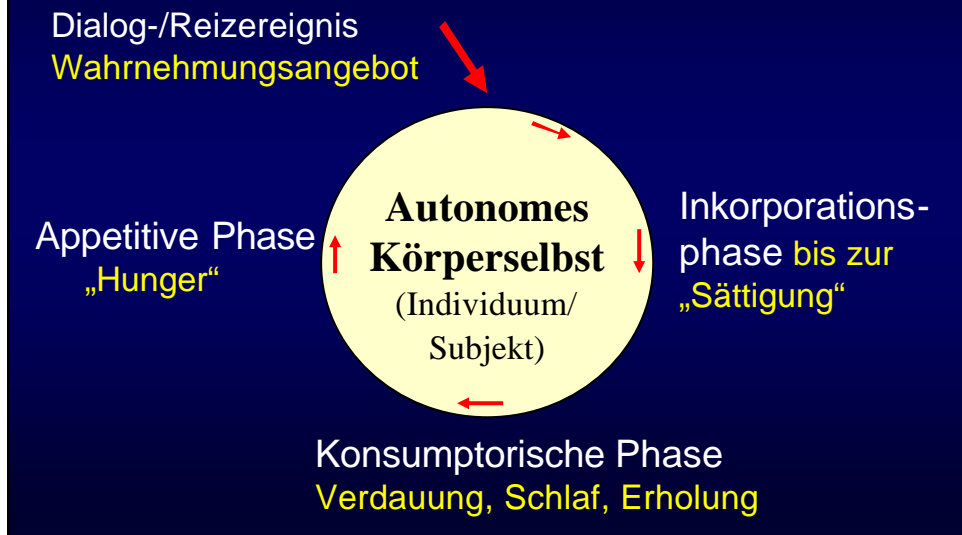 Dialog-/Reizereignis
Wahrnehmungsangebot
Autonomes
Körperselbst
(Individuum/
Subjekt)
Inkorporations-
phase bis zur
„Sättigung“
Appetitive Phase
„Hunger“
Konsumptorische Phase
Verdauung, Schlaf, Erholung